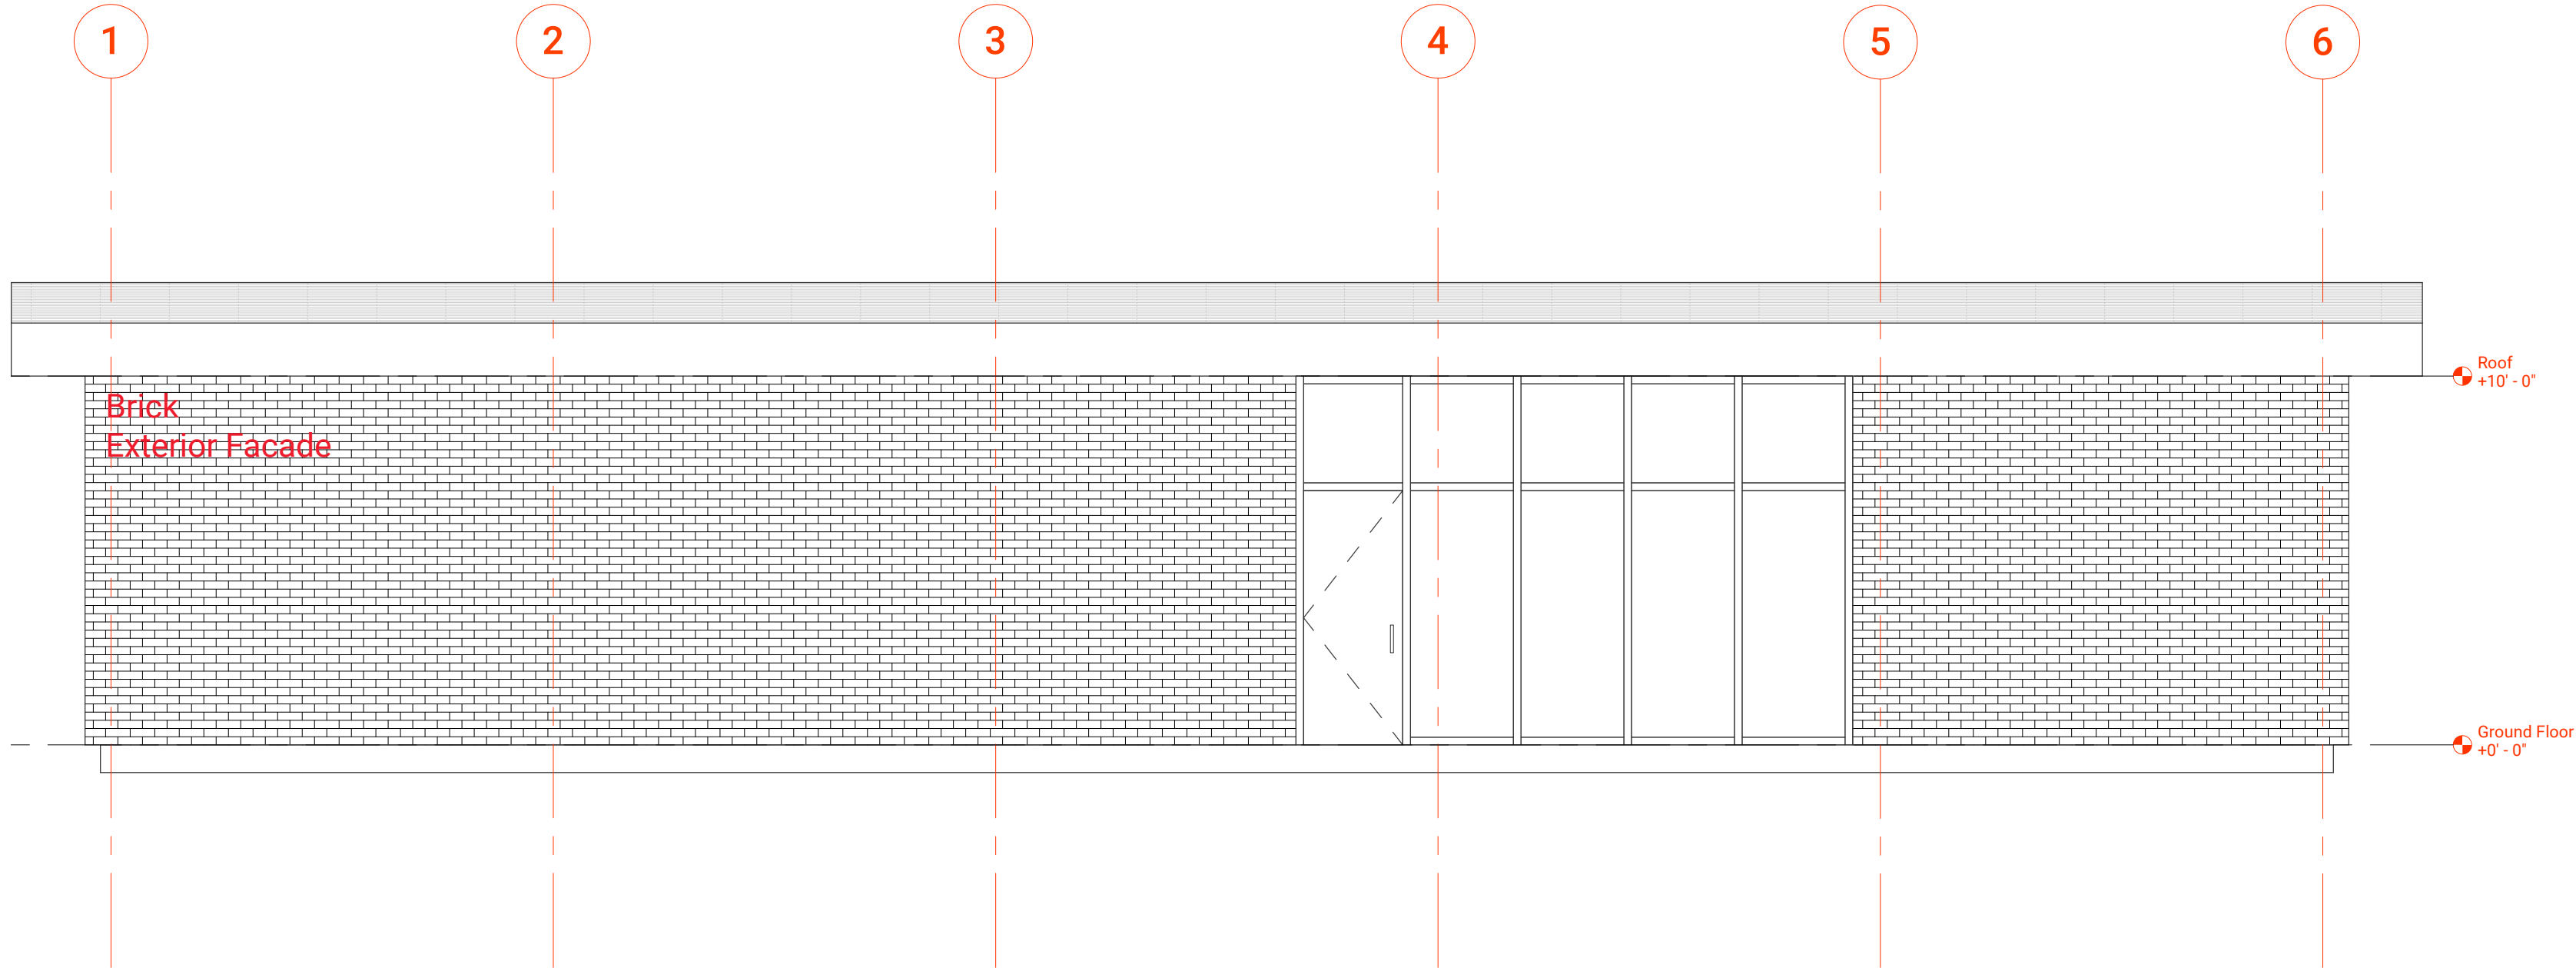 1
2
3
4
5
6
Roof
+10' - 0"
Brick
Exterior Facade
Ground Floor
+0' - 0"